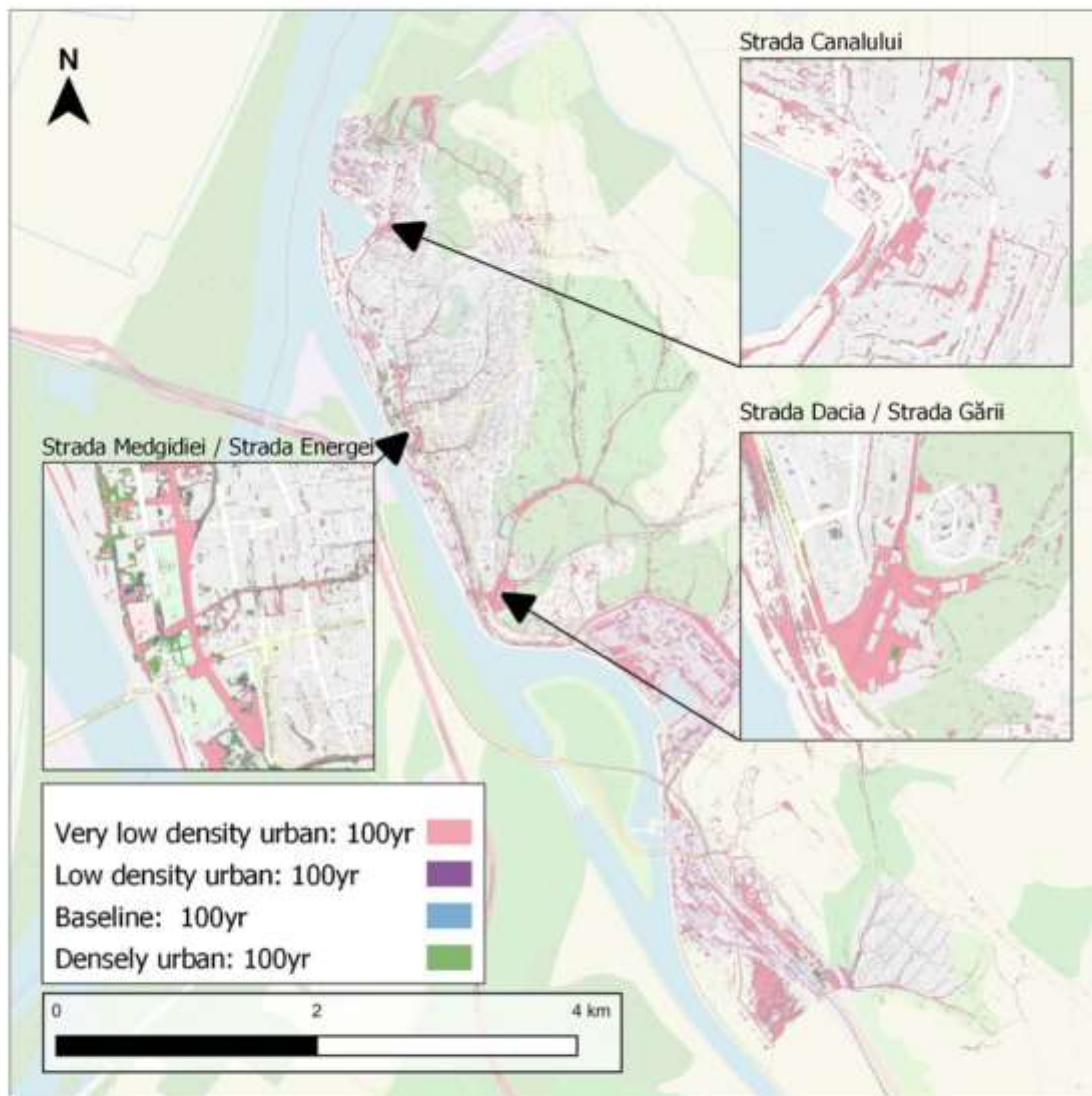 N
Strada Canalului
Strada Dacia / Strada Gării
Strada Medgidiei / Strada Energei
Very low density urban: 100yr
Low density urban: 100yr
Baseline: 100yr
Densely urban: 100yr
0 2 4 km